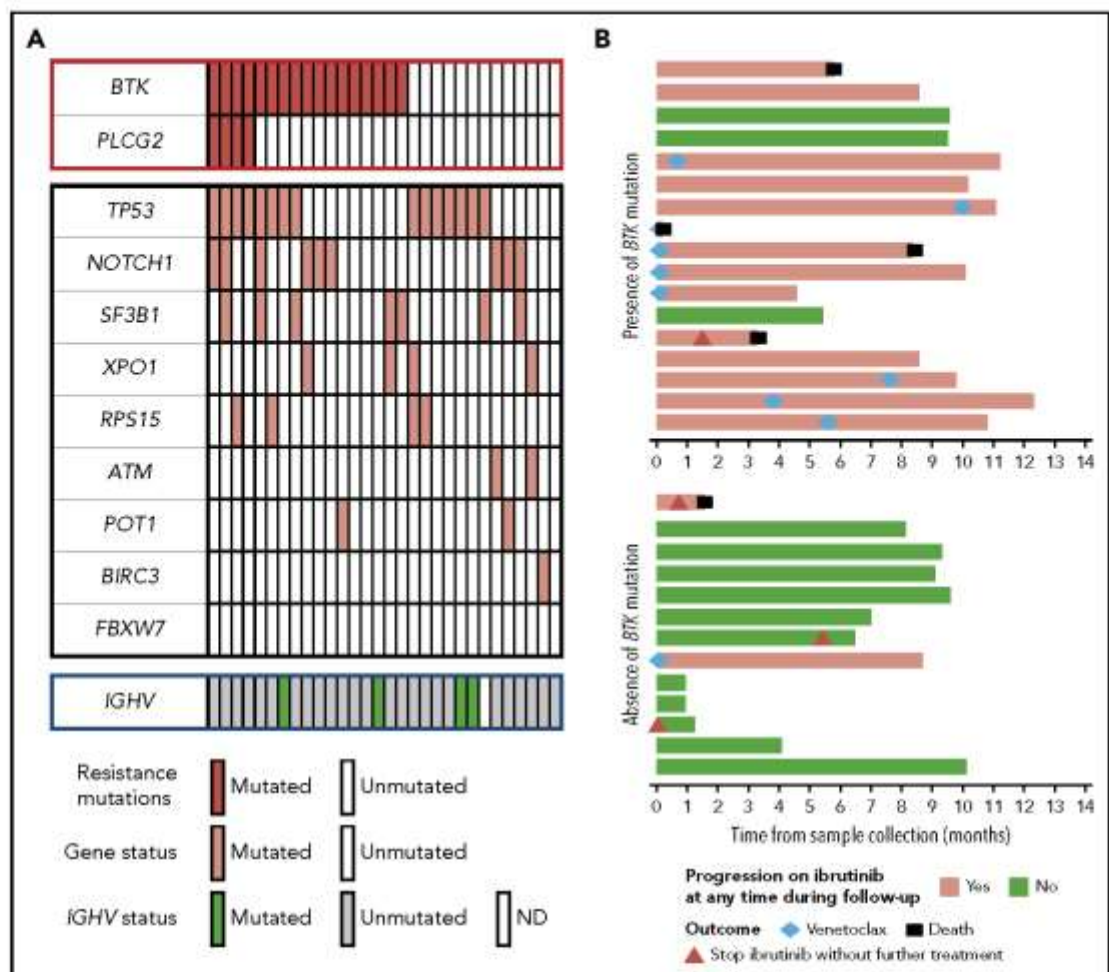 A
BTK
PLCG2
TP53
NOTCH1
SF3B1
XPO1
RPS15
ATM
POT1
BIRC3
FBXW7
IGHV
Resistance
mutations
Mutated
Unmutated
Gene status
Mutated
Unmutated
IGHV status
Mutated
Unmutated
ND
B
Presence of BTK mutation
0 1 2 3 4 5 6 7 8 9 10 11 12 13 14
Absence of BTK mutation
0 1 2 3 4 5 6 7 8 9 10 11 12 13 14
Time from sample collection (months)
Progression on ibrutinib
at any time during follow-up
Yes
No
Outcome
Venetoclax
Death
Stop ibrutinib without further treatment